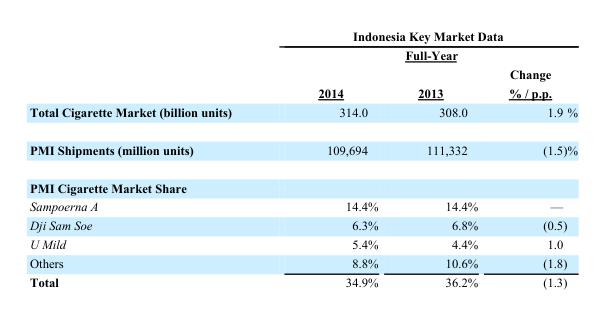 Indonesia Key Market Data
Full-Year
Change
2014 2013 % / p.p.
Total Cigarette Market (billion units) 314.0 308.0 1.9 %
PMI Shipments (million units) 109,694 111,332 (1.5)%
PMI Cigarette Market Share
Sampoerna A 14.4% 14.4% —
Dji Sam Soe 6.3% 6.8% (0.5)
U Mild 5.4% 4.4% 1.0
Others 8.8% 10.6% (1.8)
Total 34.9% 36.2% (1.3)